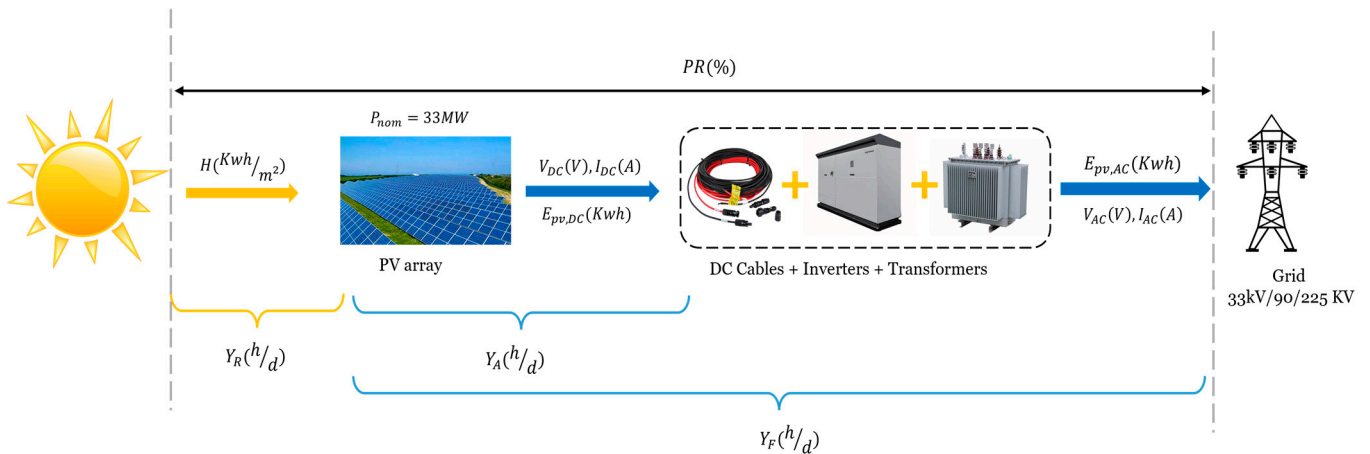 PR(%)
P_nom = 33MW
H(Kwh/m²)
V_DC(V), I_DC(A)
E_pv,DC(Kwh)
E_pv,AC(Kwh)
V_AC(V), I_AC(A)
PV array
DC Cables + Inverters + Transformers
Grid
33kV/90/225 KV
Y_R(h/d)
Y_A(h/d)
Y_F(h/d)